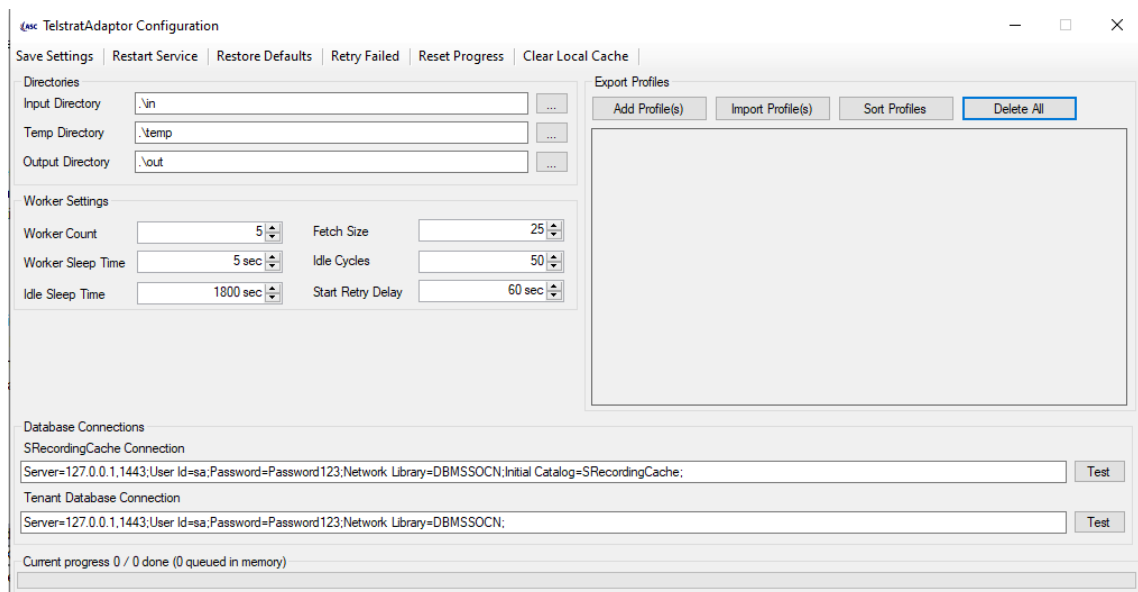 ASC TelstratAdaptor Configuration
Save Settings Restart Service Restore Defaults Retry Failed Reset Progress Clear Local Cache
Directories
Input Directory .\in ...
Temp Directory .\temp ...
Output Directory .\out ...
Worker Settings
Worker Count 5 Fetch Size 25
Worker Sleep Time 5 sec Idle Cycles 50
Idle Sleep Time 1800 sec Start Retry Delay 60 sec
Export Profiles
Add Profile(s) Import Profile(s) Sort Profiles Delete All
Database Connections
SRecordingCache Connection
Server=127.0.0.1,1443;User Id=sa;Password=Password123;Network Library=DBMSSOCN;Initial Catalog=SRecordingCache; Test
Tenant Database Connection
Server=127.0.0.1,1443;User Id=sa;Password=Password123;Network Library=DBMSSOCN; Test
Current progress 0 / 0 done (0 queued in memory)